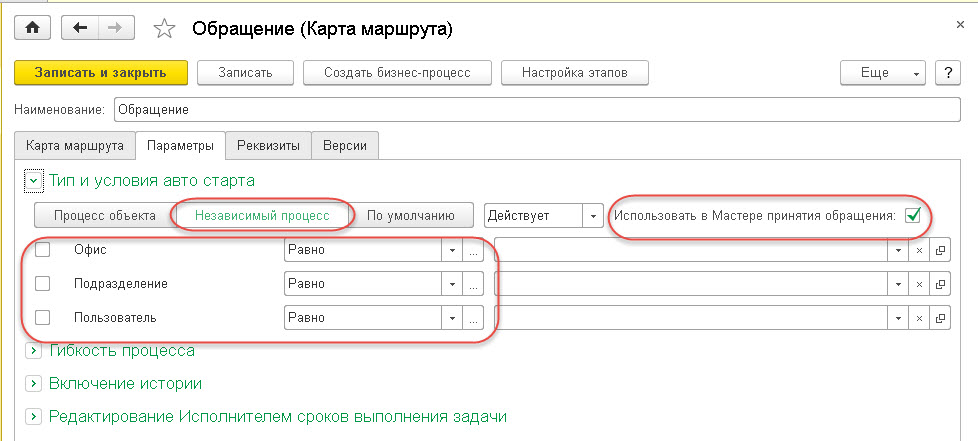 Обращение (Карта маршрута)
Записать и закрыть Записать Создать бизнес-процесс Настройка этапов Еще ?
Наименование: Обращение
Карта маршрута Параметры Реквизиты Версии
Тип и условия авто старта
Процесс объекта Независимый процесс По умолчанию Действует Использовать в Мастере принятия обращения:
Офис Равно ...
Подразделение Равно ...
Пользователь Равно ...
Гибкость процесса
Включение истории
Редактирование Исполнителем сроков выполнения задачи